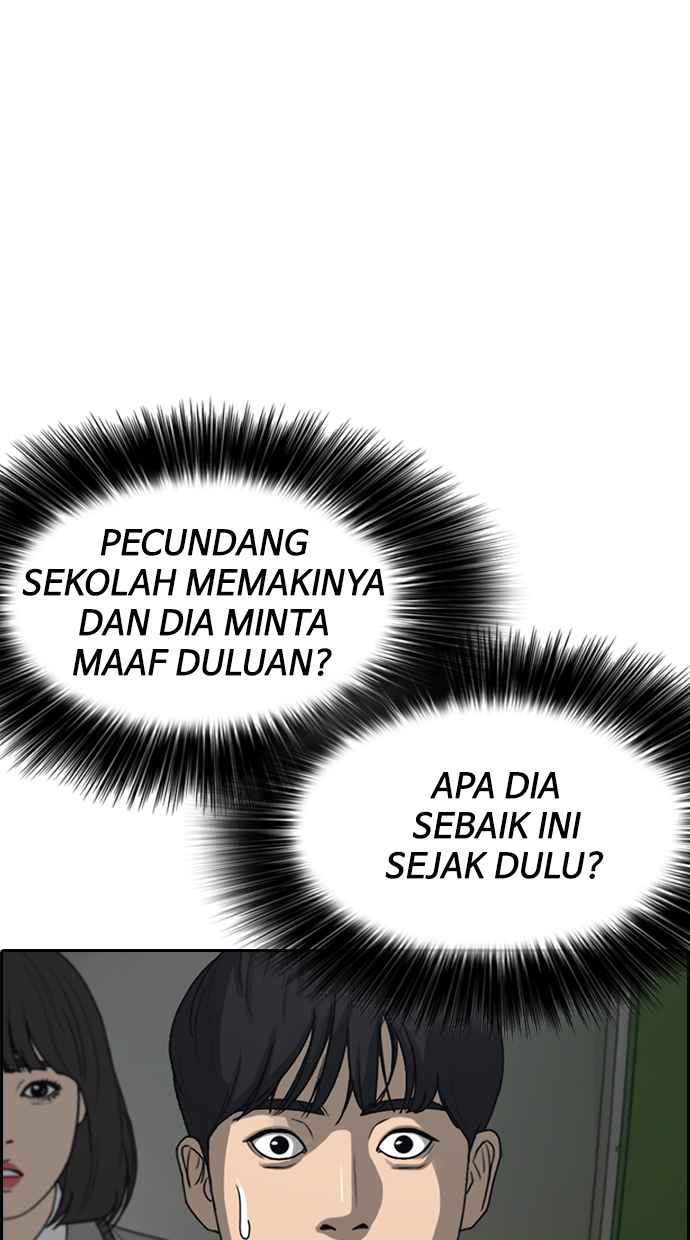 PECUNDANG
SEKOLAH MEMAKINYA
DAN DIA MINTA
MAAF DULUAN?
APA DIA
SEBAIK INI
SEJAK DULU?